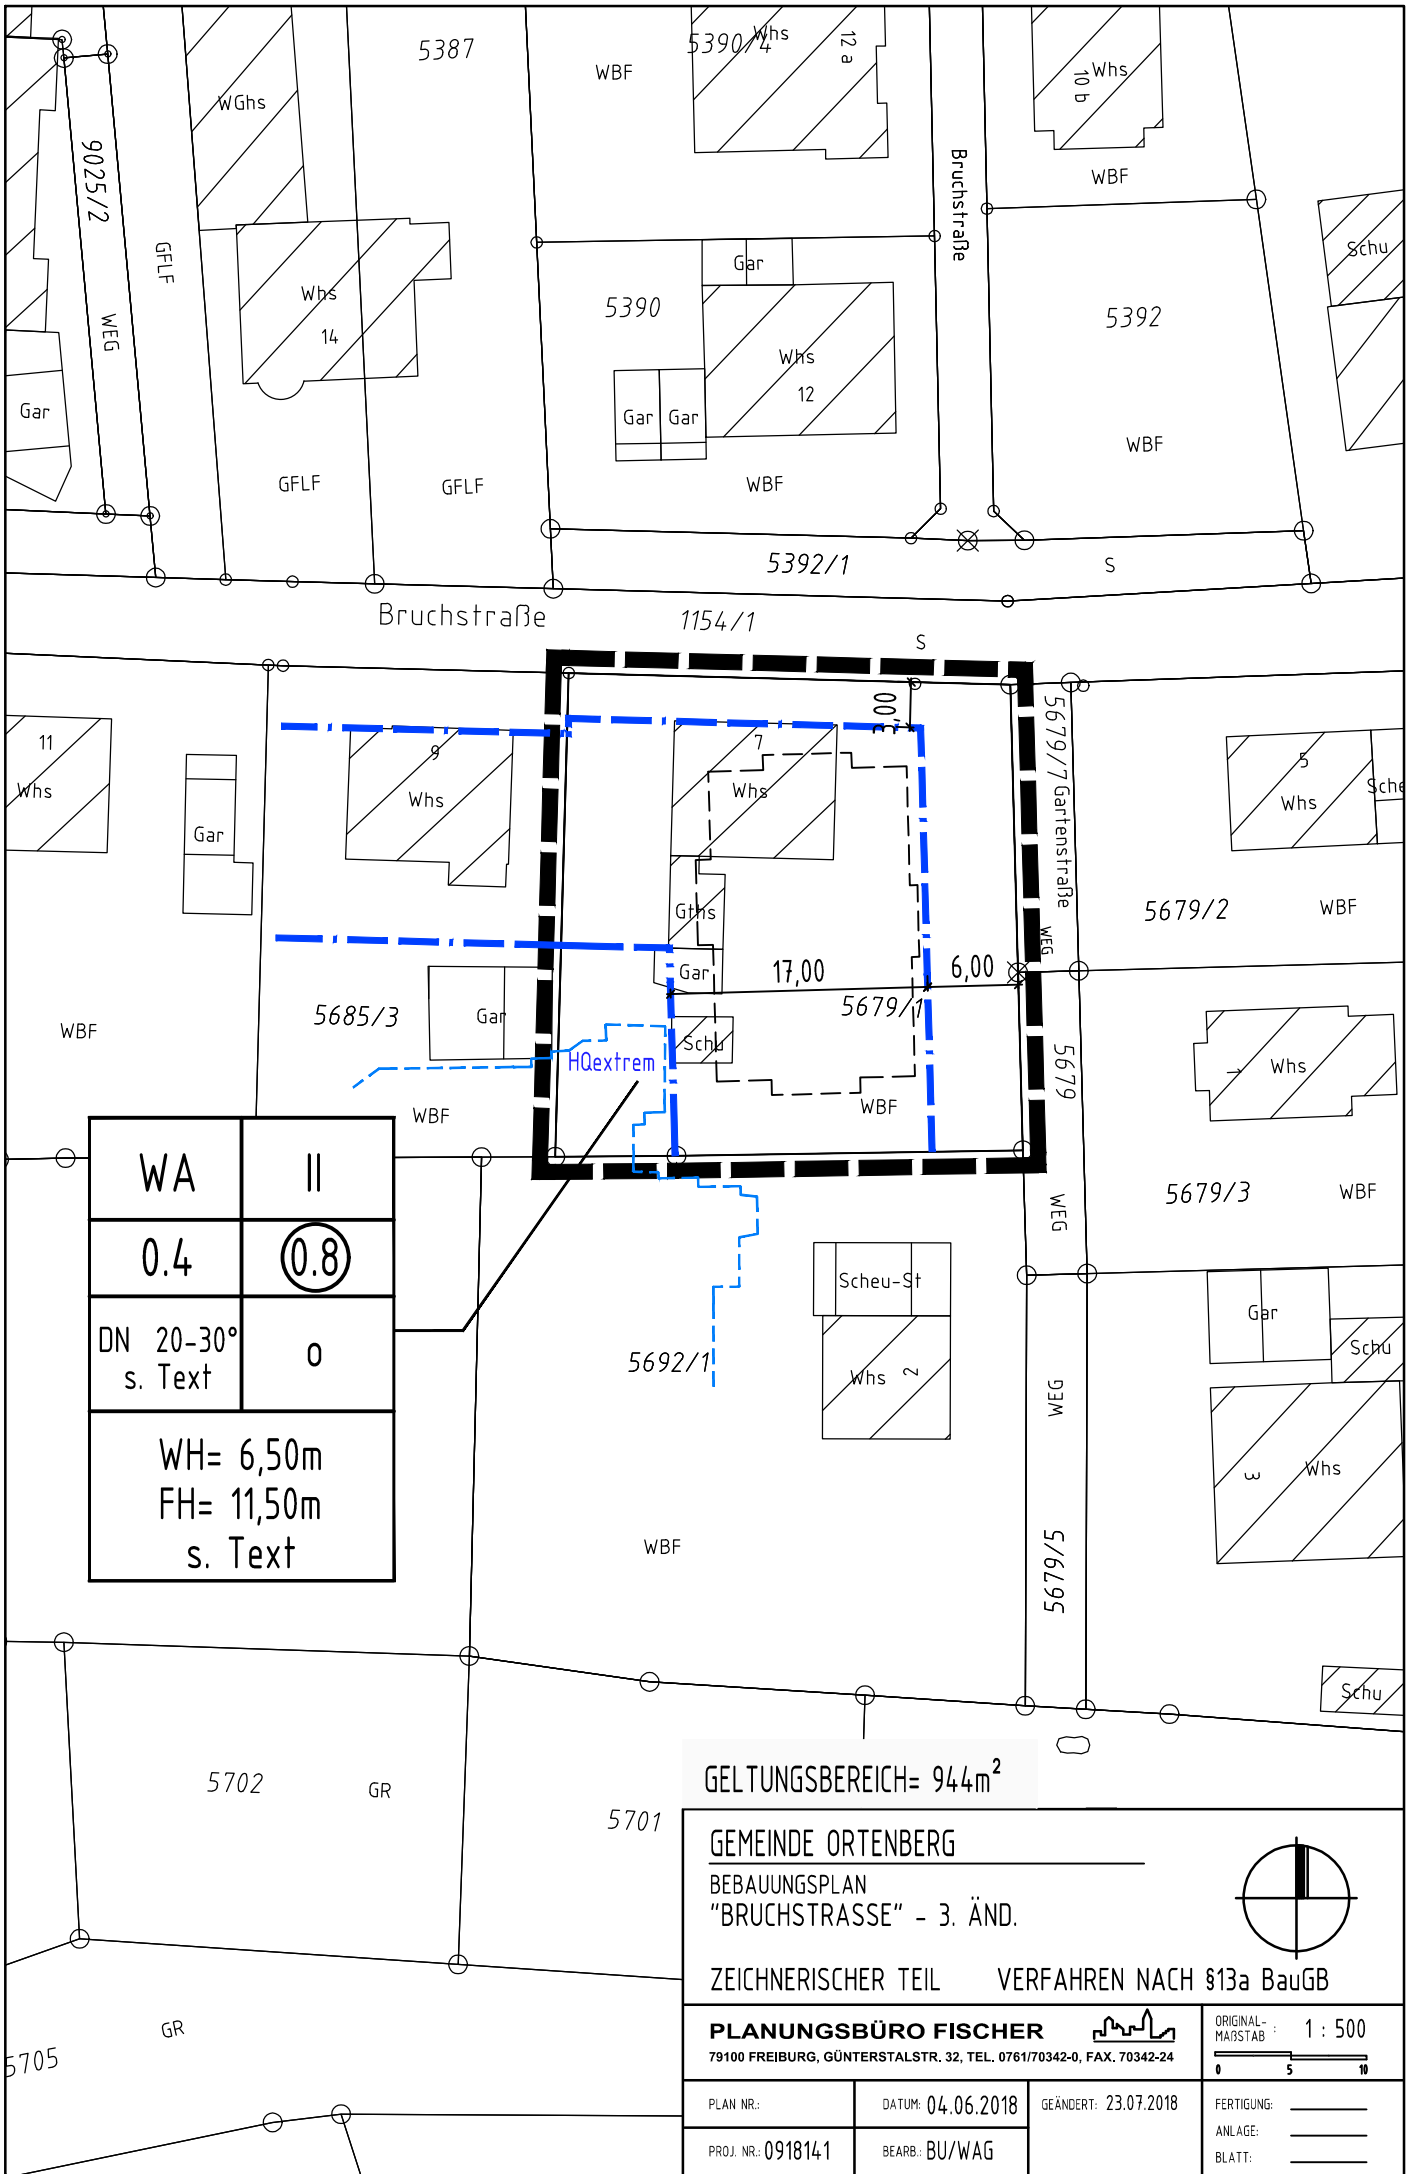 5387
5390/4
Whs
12 a
WBF
Whs
10 b
WGhs
9025/2
Bruchstraße
WBF
GFLF
Schu
Gar
Whs
14
5390
5392
WEG
Whs
12
Gar
Gar
Gar
WBF
GFLF
GFLF
WBF
5392/1
S
Bruchstraße
1154/1
S
3,00
5679/7 Gartenstraße
11
Whs
9
Whs
7
Whs
5
Whs
Sche
Gar
Gths
5679/2
WBF
WEG
Gar
17,00
6,00
5679/1
5685/3
Gar
WBF
Schu
HQextrem
5679
1
Whs
WBF
WBF
WA
II
5679/3
WBF
WEG
0.4
0.8
Scheu-St
DN 20-30°
s. Text
o
Gar
Schu
5692/1
Whs
2
WEG
WH= 6,50m
FH= 11,50m
s. Text
3
Whs
WBF
5679/5
Schu
5702
GR
5701
GELTUNGSBEREICH= 944m²
GEMEINDE ORTENBERG
BEBAUUNGSPLAN
"BRUCHSTRASSE" - 3. ÄND.
ZEICHNERISCHER TEIL VERFAHREN NACH §13a BauGB
GR
5705
PLANUNGSBÜRO FISCHER
79100 FREIBURG, GÜNTERSTALSTR. 32, TEL. 0761/70342-0, FAX. 70342-24
ORIGINAL-
MAßSTAB : 1 : 500
0 5 10
PLAN NR.:
DATUM: 04.06.2018
GEÄNDERT: 23.07.2018
FERTIGUNG:
ANLAGE:
BLATT:
PROJ. NR.: 0918141
BEARB.: BU/WAG